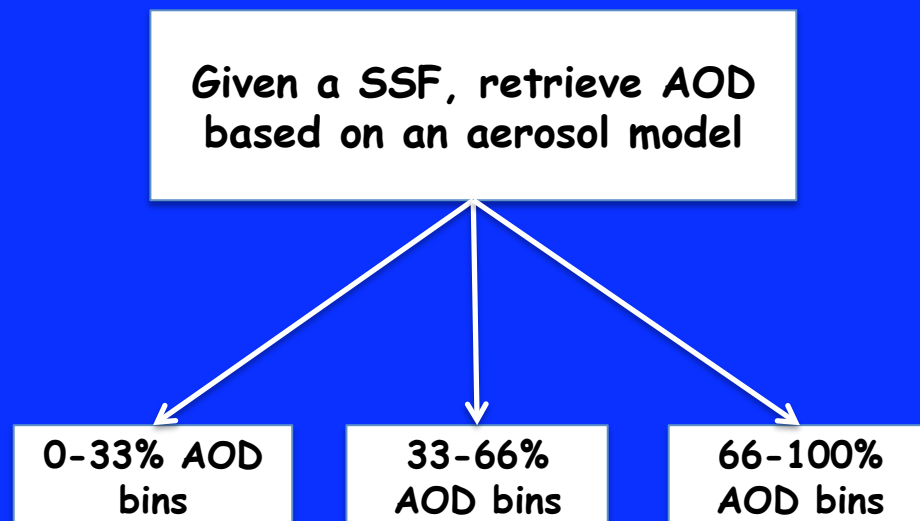 Given a SSF, retrieve AOD
based on an aerosol model
0-33% AOD
bins
33-66%
AOD bins
66-100%
AOD bins